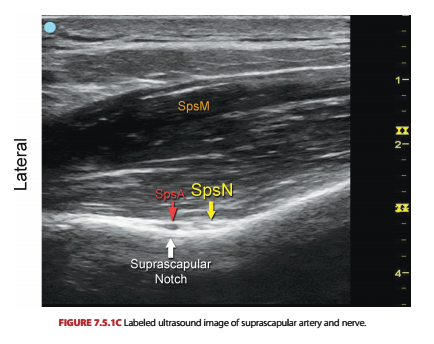 Lateral
SpsM
1
2
SpsA
SpsN
Suprascapular
Notch
4
FIGURE 7.5.1C Labeled ultrasound image of suprascapular artery and nerve.